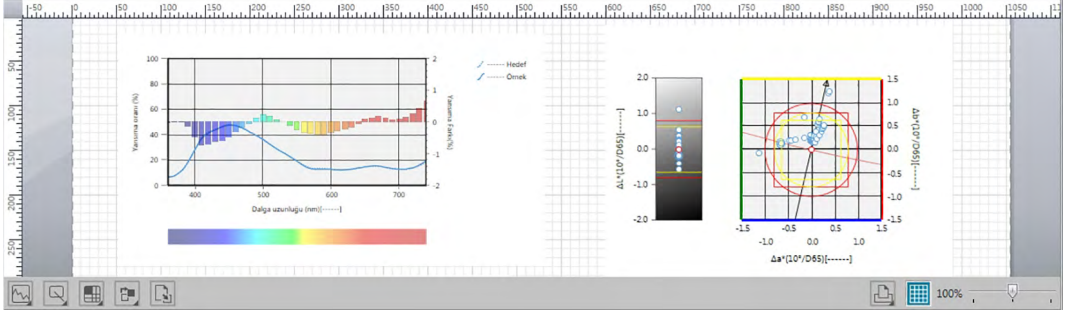 -50 0 50 100 150 200 250 300 350 400 450 500 550 600 650 700 750 800 850 900 950 1000 1050
50
100
150
200
250
100
80
60
40
20
0
Yansıma oranı (%)
2
1
0
-1
-2
Yansıma Farkı(%)
400 500 600 700
Dalga uzunluğu (nm)[------]
------ Hedef
------ Örnek
2.0
1.0
0.0
-1.0
-2.0
ΔL*(10°/D65)[------]
1.5
1.0
0.5
0.0
-0.5
-1.0
-1.5
Δb*(10°/D65)[------]
-1.5 -0.5 0.5 1.5
-1.0 0.0 1.0
Δa*(10°/D65)[------]
100%